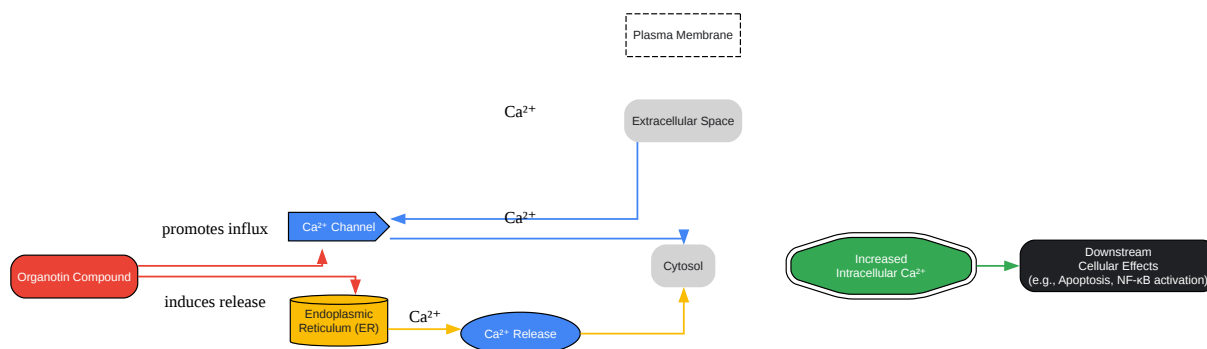 Plasma Membrane
Ca²⁺
Extracellular Space
promotes influx
Ca²⁺ Channel
Ca²⁺
Organotin Compound
Cytosol
Increased
Intracellular Ca²⁺
Downstream
Cellular Effects
(e.g., Apoptosis, NF-κB activation)
induces release
Endoplasmic
Reticulum (ER)
Ca²⁺
Ca²⁺ Release